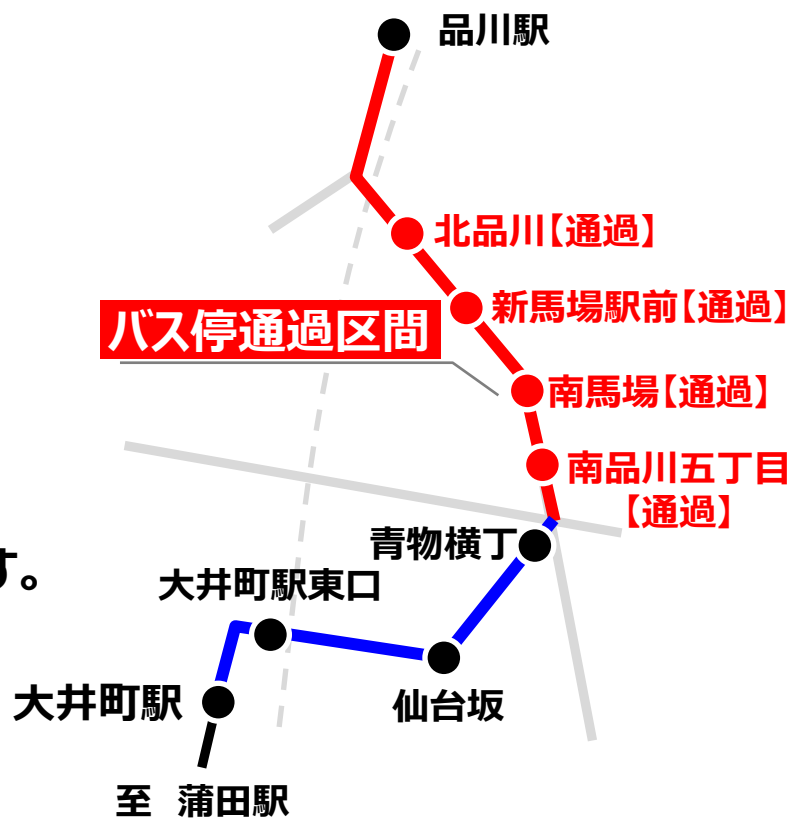 品川駅
北品川【通過】
新馬場駅前【通過】
バス停通過区間
南馬場【通過】
南品川五丁目
【通過】
青物横丁
す。
大井町駅東口
大井町駅
仙台坂
至 蒲田駅